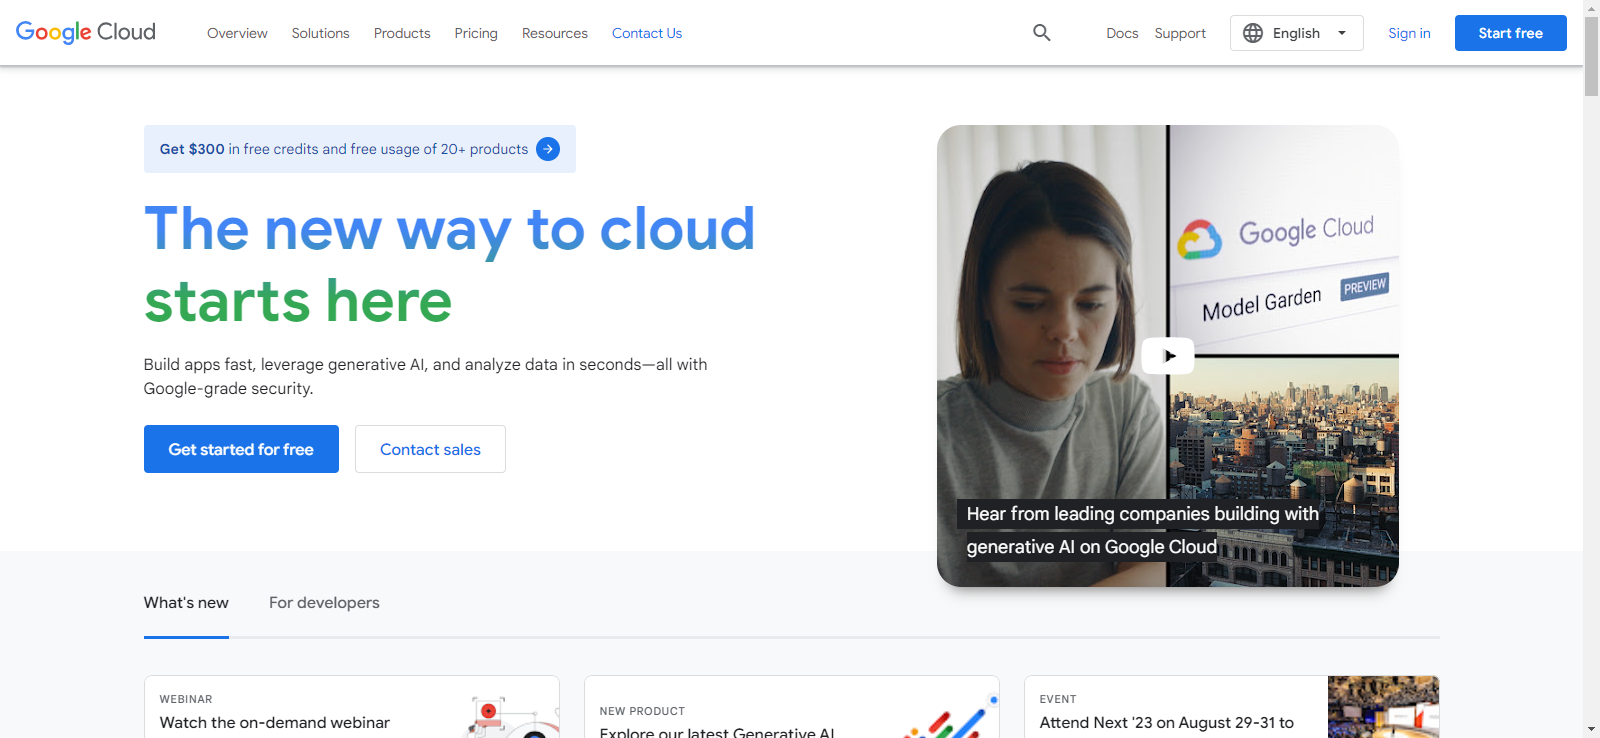 Google Cloud
Overview Solutions Products Pricing Resources Contact Us
Docs Support English Sign in Start free
Get $300 in free credits and free usage of 20+ products
The new way to cloud
starts here
Build apps fast, leverage generative AI, and analyze data in seconds—all with
Google-grade security.
Get started for free Contact sales
Google Cloud
Model Garden PREVIEW
Hear from leading companies building with
generative AI on Google Cloud
What's new For developers
WEBINAR
Watch the on-demand webinar
NEW PRODUCT
Explore our latest Generative AI
EVENT
Attend Next '23 on August 29-31 to